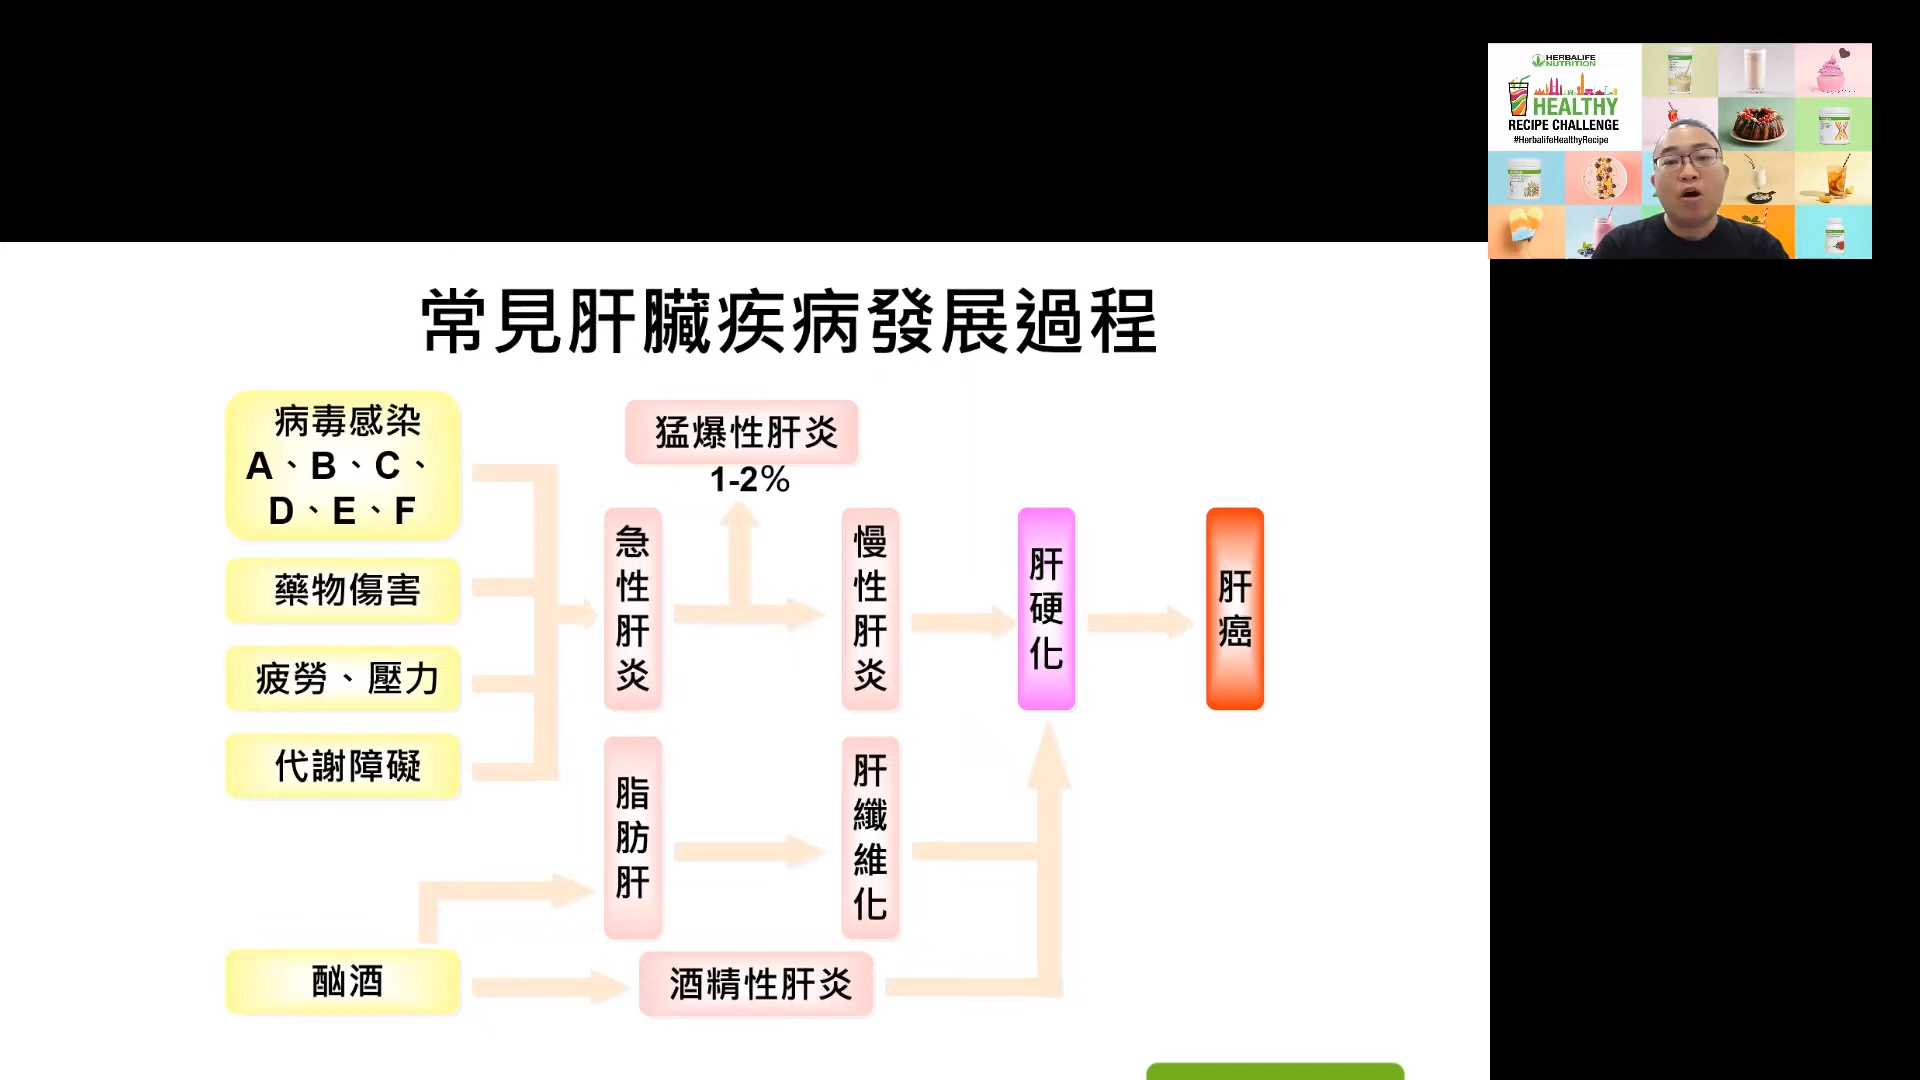 HERBALIFE
NUTRITION
HEALTHY
RECIPE CHALLENGE
#HerbalifeHealthyRecipe
常見肝臟疾病發展過程
病毒感染
A、B、C、
D、E、F
藥物傷害
疲勞、壓力
代謝障礙
酗酒
猛爆性肝炎
1-2%
急性肝炎
慢性肝炎
肝硬化
肝癌
脂肪肝
肝纖維化
酒精性肝炎